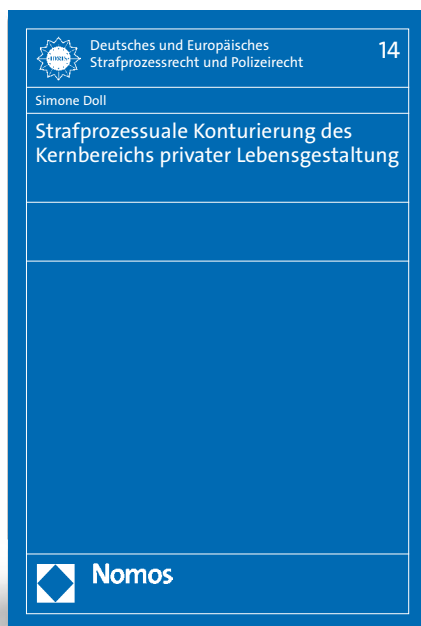 Deutsches und Europäisches
Strafprozessrecht und Polizeirecht
14
Simone Doll
Strafprozessuale Konturierung des
Kernbereichs privater Lebensgestaltung
Nomos